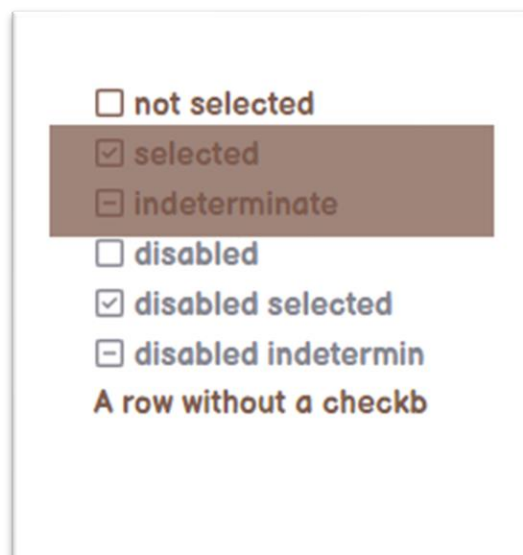 not selected
selected
indeterminate
disabled
disabled selected
disabled indetermin
A row without a checkb